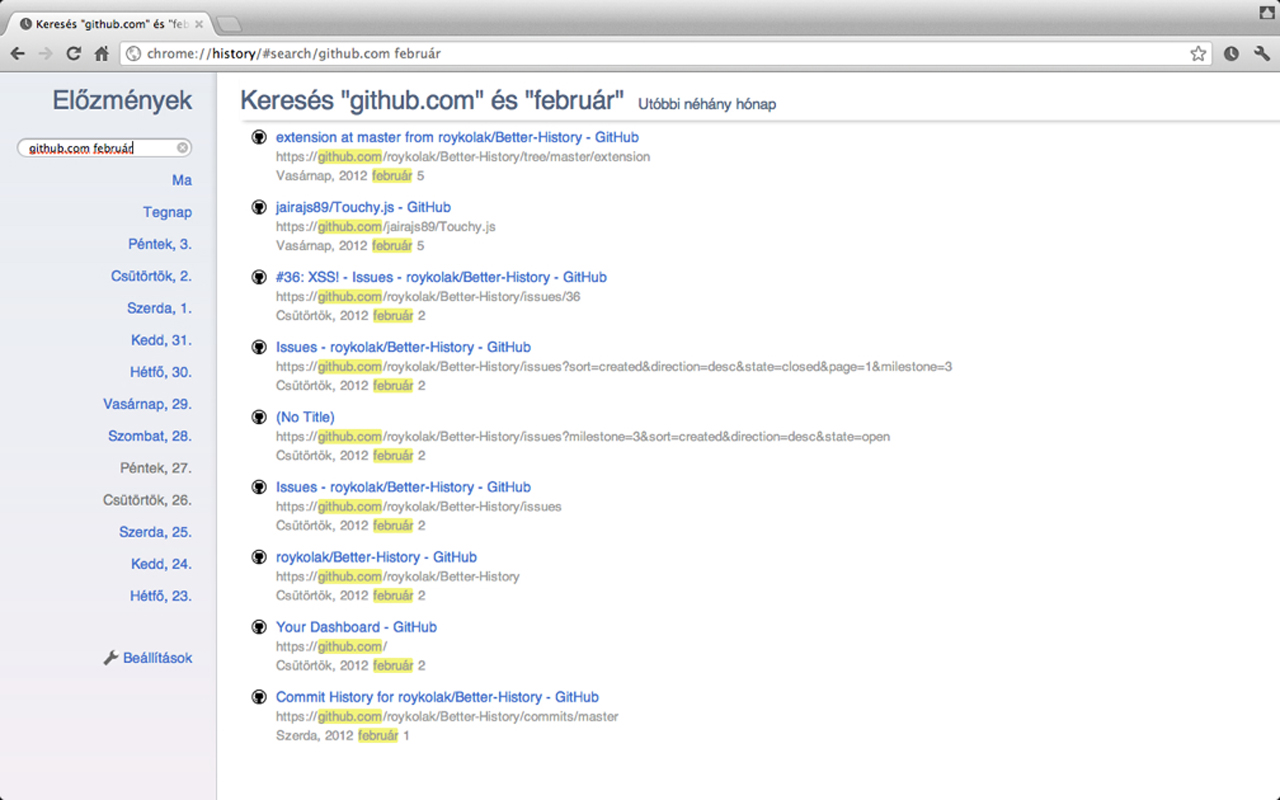 Keresés "github.com" és "feb
chrome://history/#search/github.com február
Előzmények
github.com február
Ma
Tegnap
Péntek, 3.
Csütörtök, 2.
Szerda, 1.
Kedd, 31.
Hétfő, 30.
Vasárnap, 29.
Szombat, 28.
Péntek, 27.
Csütörtök, 26.
Szerda, 25.
Kedd, 24.
Hétfő, 23.
Beállítások
Keresés "github.com" és "február" Utóbbi néhány hónap
extension at master from roykolak/Better-History - GitHub
https://github.com/roykolak/Better-History/tree/master/extension
Vasárnap, 2012 február 5
jairajs89/Touchy.js - GitHub
https://github.com/jairajs89/Touchy.js
Vasárnap, 2012 február 5
#36: XSS! - Issues - roykolak/Better-History - GitHub
https://github.com/roykolak/Better-History/issues/36
Csütörtök, 2012 február 2
Issues - roykolak/Better-History - GitHub
https://github.com/roykolak/Better-History/issues?sort=created&direction=desc&state=closed&page=1&milestone=3
Csütörtök, 2012 február 2
(No Title)
https://github.com/roykolak/Better-History/issues?milestone=3&sort=created&direction=desc&state=open
Csütörtök, 2012 február 2
Issues - roykolak/Better-History - GitHub
https://github.com/roykolak/Better-History/issues
Csütörtök, 2012 február 2
roykolak/Better-History - GitHub
https://github.com/roykolak/Better-History
Csütörtök, 2012 február 2
Your Dashboard - GitHub
https://github.com/
Csütörtök, 2012 február 2
Commit History for roykolak/Better-History - GitHub
https://github.com/roykolak/Better-History/commits/master
Szerda, 2012 február 1